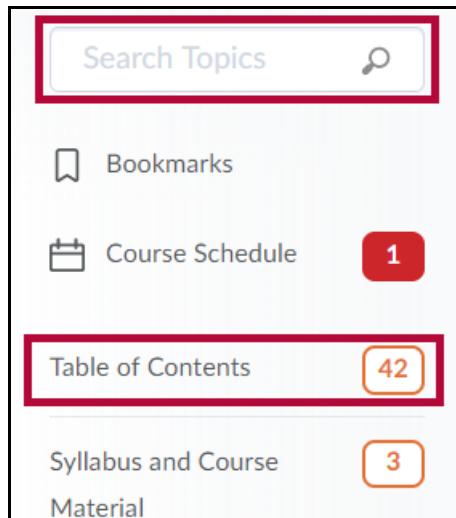 Search Topics
Bookmarks
Course Schedule 1
Table of Contents 42
Syllabus and Course 3
Material